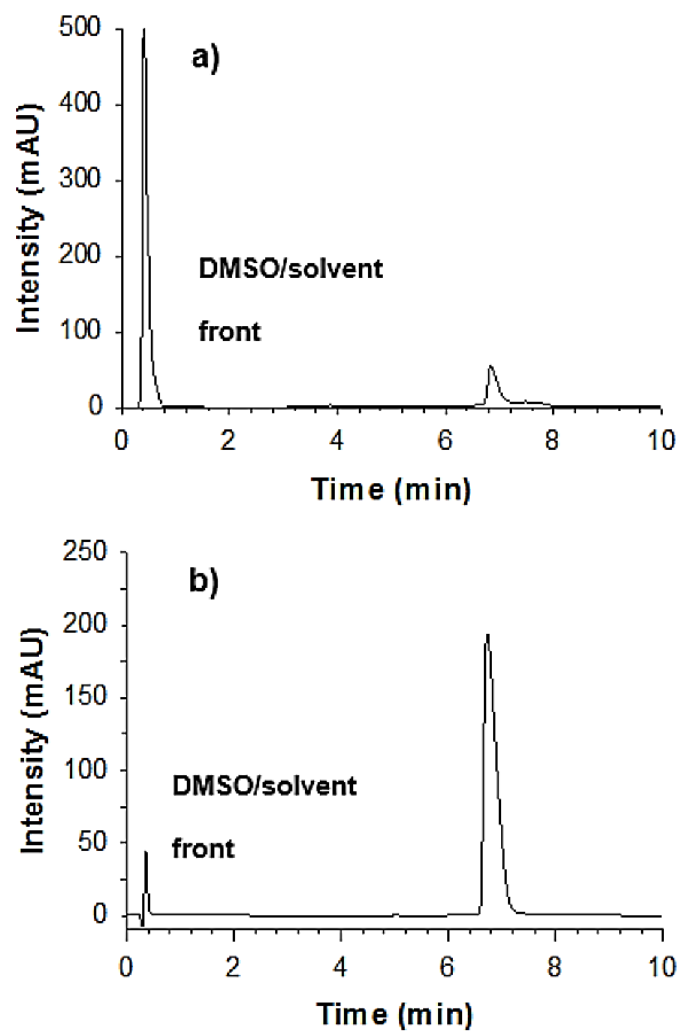 500
a)
400
300
200
100
0
Intensity (mAU)
DMSO/solvent
front
0 2 4 6 8 10
Time (min)
250
b)
200
150
100
50
0
Intensity (mAU)
DMSO/solvent
front
0 2 4 6 8 10
Time (min)